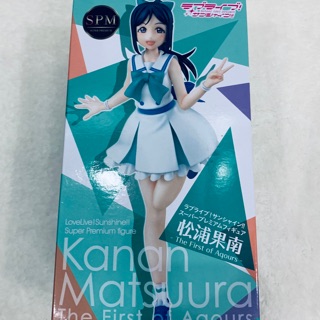 SPM
ラブライブ!
サンシャイン!!
ラブライブ!サンシャイン!!
スーパープレミアムフィギュア
松浦果南
-The First of Aqours-
LoveLive!Sunshine!!
Super Premium figure
Kanan
Matsuura
The First of Aqours